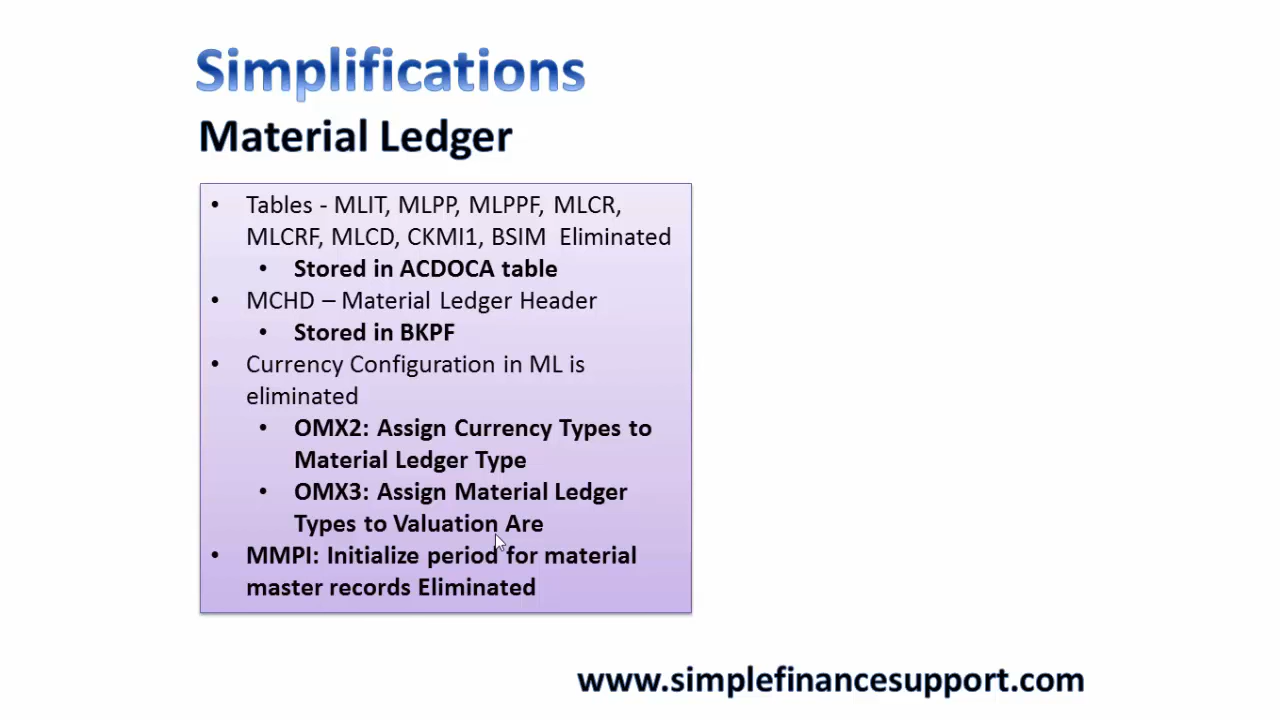 Simplifications
Material Ledger
• Tables - MLIT, MLPP, MLPPF, MLCR,
MLCRF, MLCD, CKMI1, BSIM Eliminated
• Stored in ACDOCA table
• MCHD – Material Ledger Header
• Stored in BKPF
• Currency Configuration in ML is
eliminated
• OMX2: Assign Currency Types to
Material Ledger Type
• OMX3: Assign Material Ledger
Types to Valuation Are
• MMPI: Initialize period for material
master records Eliminated
www.simplefinancesupport.com